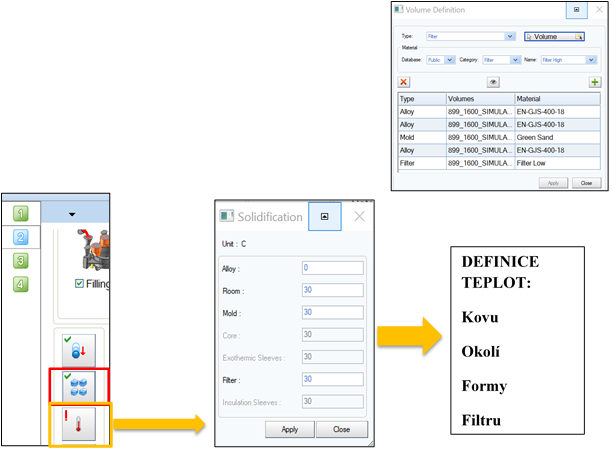 Volume Definition
Type: Filter Volume
Material
Database: Public Category: Filter Name: Filter High
Type Volumes Material
Alloy 899_1600_SIMULA... EN-GJS-400-18
Alloy 899_1600_SIMULA... EN-GJS-400-18
Mold 899_1600_SIMULA... Green Sand
Alloy 899_1600_SIMULA... EN-GJS-400-18
Filter 899_1600_SIMULA... Filter Low
Apply Close
1
2
3
4
Filling
Solidification
Unit : C
Alloy : 0
Room : 30
Mold : 30
Core : 30
Exothermic Sleeves : 30
Filter : 30
Insulation Sleeves : 30
Apply Close
DEFINICE
TEPLOT:
Kovu
Okolí
Formy
Filtru